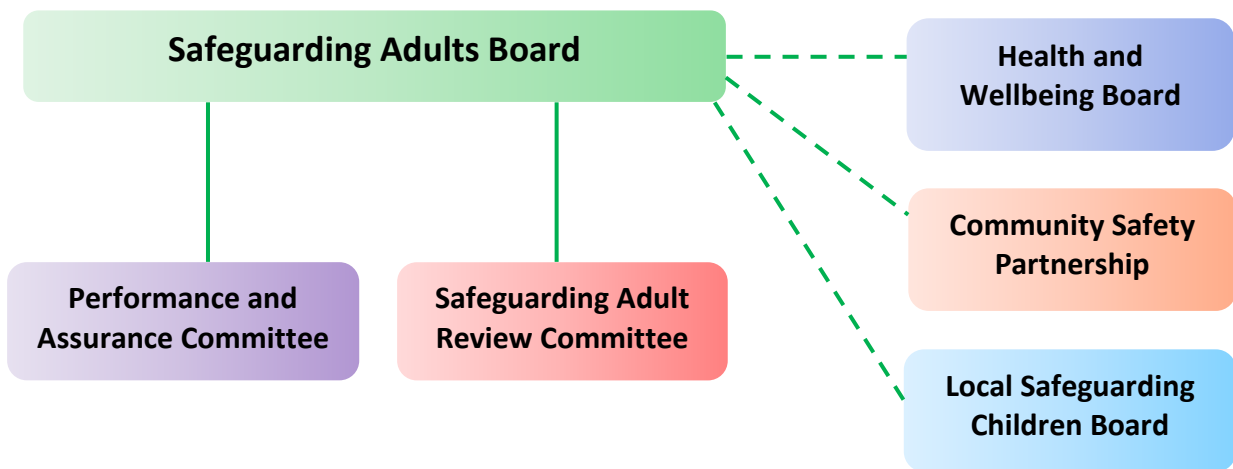 Safeguarding Adults Board
Health and
Wellbeing Board
Community Safety
Partnership
Performance and
Assurance Committee
Safeguarding Adult
Review Committee
Local Safeguarding
Children Board